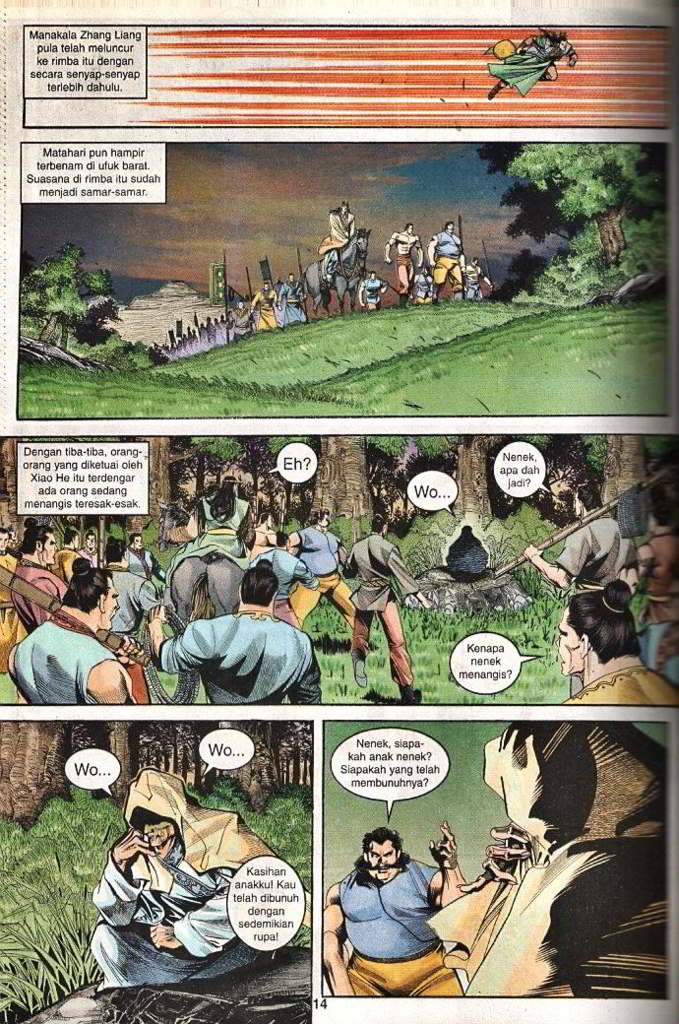 Manakala Zhang Liang
pula telah meluncur
ke rimba itu dengan
secara senyap-senyap
terlebih dahulu.
Matahari pun hampir
terbenam di ufuk barat.
Suasana di rimba itu sudah
menjadi samar-samar.
Dengan tiba-tiba, orang-
orang yang diketuai oleh
Xiao He itu terdengar
ada orang sedang
menangis teresak-esak.
Eh?
Wo...
Nenek,
apa dah
jadi?
Kenapa
nenek
menangis?
Wo...
Wo...
Kasihan
anakku! Kau
telah dibunuh
dengan
sedemikian
rupa!
Nenek, siapa-
kah anak nenek?
Siapakah yang telah
membunuhnya?
14